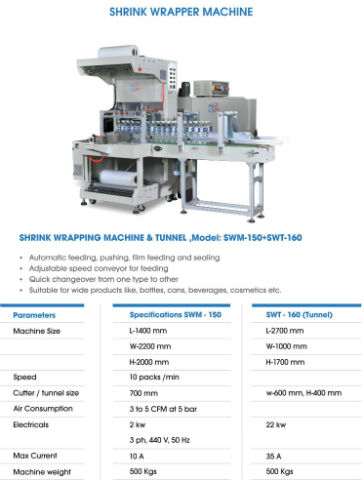 SHRINK WRAPPER MACHINE
SHRINK WRAPPING MACHINE & TUNNEL ,Model: SWM-150+SWT-160
• Automatic feeding, pushing, film feeding and sealing
• Adjustable speed conveyor for feeding
• Quick changeover from one type to other
• Suitable for wide products like, bottles, cans, beverages, cosmetics etc.
Parameters Specifications SWM - 150 SWT - 160 (Tunnel)
Machine Size L-1400 mm L-2700 mm
W-2200 mm W-1000 mm
H-2000 mm H-1700 mm
Speed 10 packs /min
Cutter / tunnel size 700 mm w-600 mm, H-400 mm
Air Consumption 3 to 5 CFM at 5 bar
Electricals 2 kw 22 kw
3 ph, 440 V, 50 Hz
Max Current 10 A 35 A
Machine weight 500 Kgs 500 Kgs